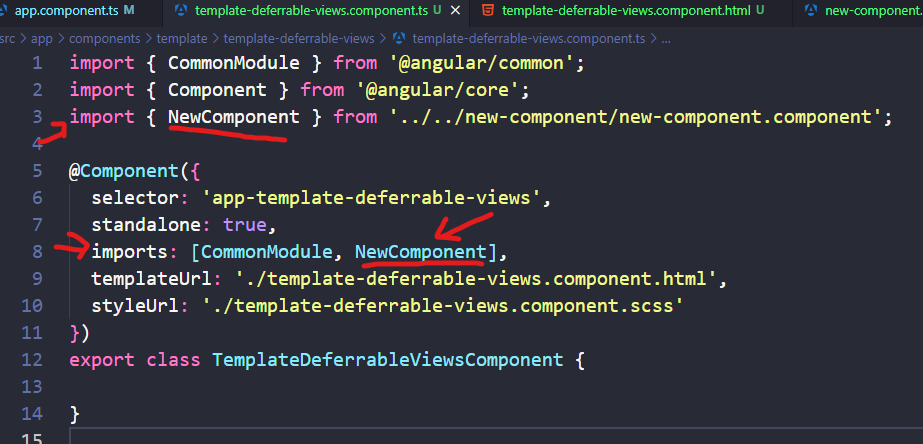 app.component.ts M template-deferrable-views.component.ts U template-deferrable-views.component.html U new-component.
src > app > components > template > template-deferrable-views > template-deferrable-views.component.ts > ...
1 import { CommonModule } from '@angular/common';
2 import { Component } from '@angular/core';
3 import { NewComponent } from '../../new-component/new-component.component';
4
5 @Component({
6 selector: 'app-template-deferrable-views',
7 standalone: true,
8 imports: [CommonModule, NewComponent],
9 templateUrl: './template-deferrable-views.component.html',
10 styleUrl: './template-deferrable-views.component.scss'
11 })
12 export class TemplateDeferrableViewsComponent {
13
14 }
15